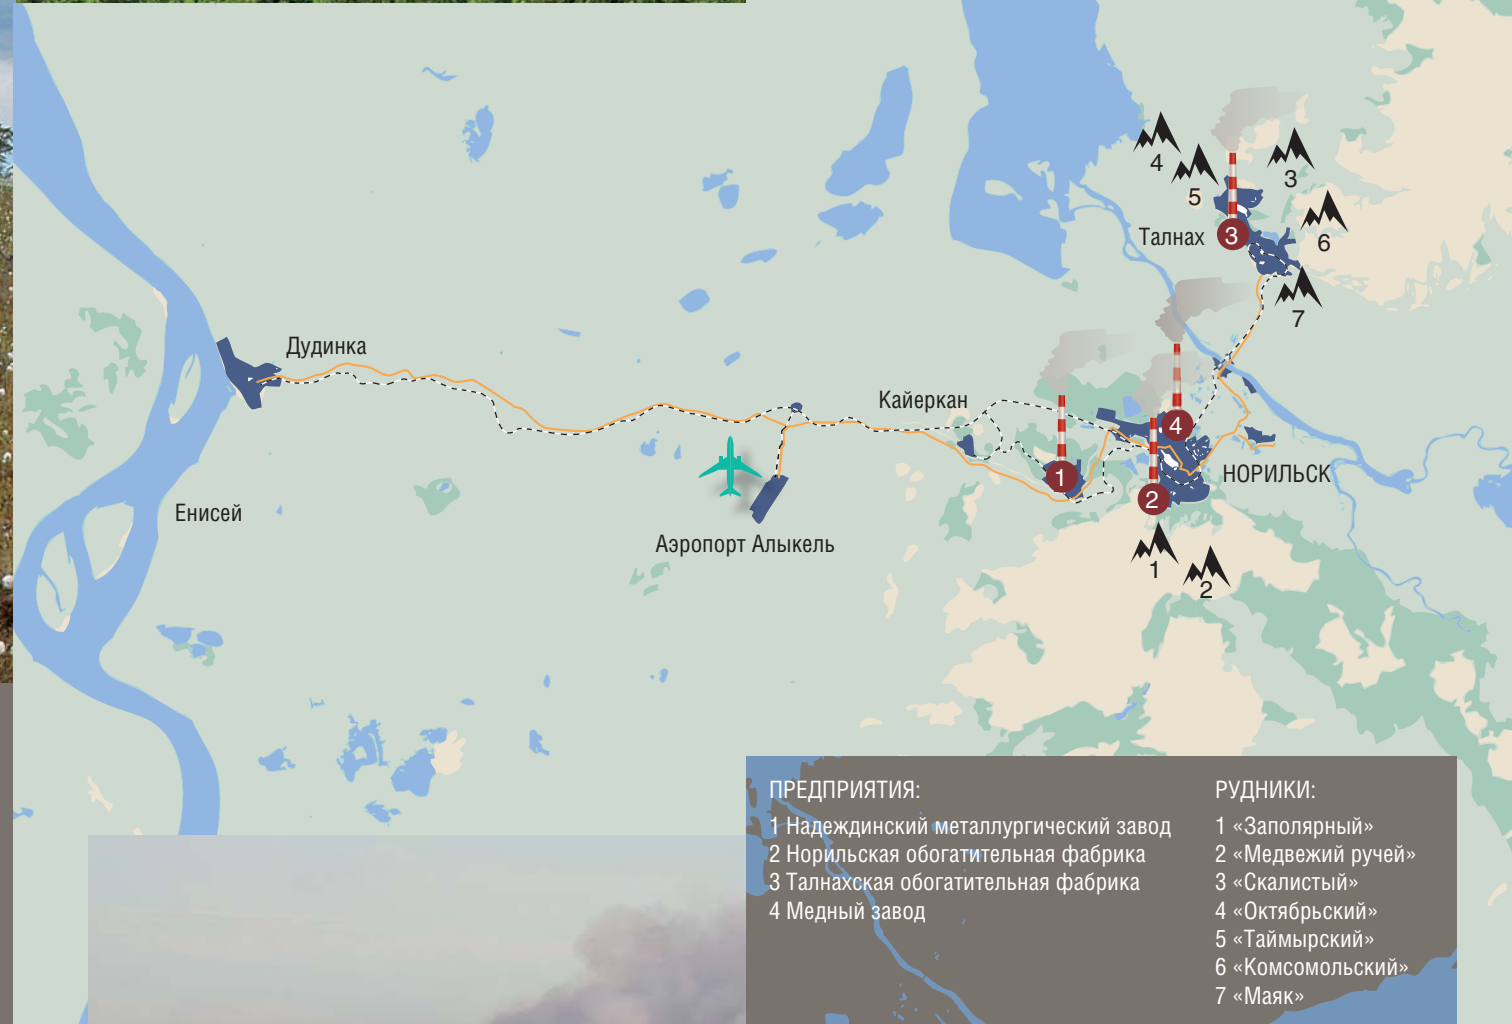 4
5
3
Талнах
3
6
7
Дудинка
Кайеркан
4
1
НОРИЛЬСК
2
Енисей
Аэропорт Алыкель
1
2
ПРЕДПРИЯТИЯ:
1 Надеждинский металлургический завод
2 Норильская обогатительная фабрика
3 Талнахская обогатительная фабрика
4 Медный завод
РУДНИКИ:
1 «Заполярный»
2 «Медвежий ручей»
3 «Скалистый»
4 «Октябрьский»
5 «Таймырский»
6 «Комсомольский»
7 «Маяк»